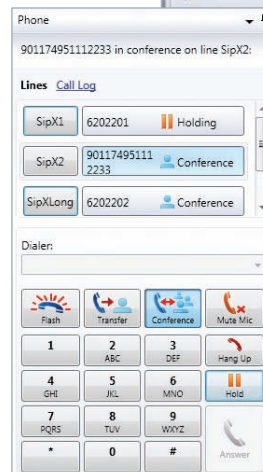 Phone
901174951112233 in conference on line SipX2:
Lines Call Log
SipX1 6202201 Holding
SipX2 90117495111
2233 Conference
SipXLong 6202202 Conference
Dialer:
Flash Transfer Conference Mute Mic
1 2 3
ABC DEF Hang Up
4 5 6
GHI JKL MNO Hold
7 8 9
PQRS TUV WXYZ
* 0 # Answer